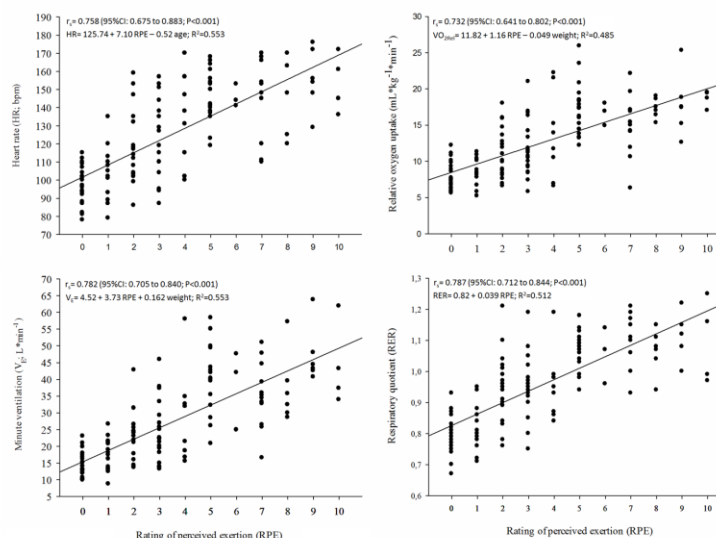 rs= 0.758 (95%CI: 0.675 to 0.883; P<0.001)
HR= 125.74 + 7.10 RPE – 0.52 age; R²=0.553
Heart rate (HR; bpm)
180
170
160
150
140
130
120
110
100
90
80
70
0 1 2 3 4 5 6 7 8 9 10
rs= 0.732 (95%CI: 0.641 to 0.802; P<0.001)
VO2Rel= 11.82 + 1.16 RPE – 0.049 weight; R²=0.485
Relative oxygen uptake (mL*kg⁻¹*min⁻¹)
26
24
22
20
18
16
14
12
10
8
6
4
0 1 2 3 4 5 6 7 8 9 10
rs= 0.782 (95%CI: 0.705 to 0.840; P<0.001)
VE= 4.52 + 3.73 RPE + 0.162 weight; R²=0.553
Minute ventilation (VE; L*min⁻¹)
70
65
60
55
50
45
40
35
30
25
20
15
10
5
0 1 2 3 4 5 6 7 8 9 10
Rating of perceived exertion (RPE)
rs= 0.787 (95%CI: 0.712 to 0.844; P<0.001)
RER= 0.82 + 0.039 RPE; R²=0.512
Respiratory quotient (RER)
1,3
1,2
1,1
1,0
0,9
0,8
0,7
0,6
0 1 2 3 4 5 6 7 8 9 10
Rating of perceived exertion (RPE)